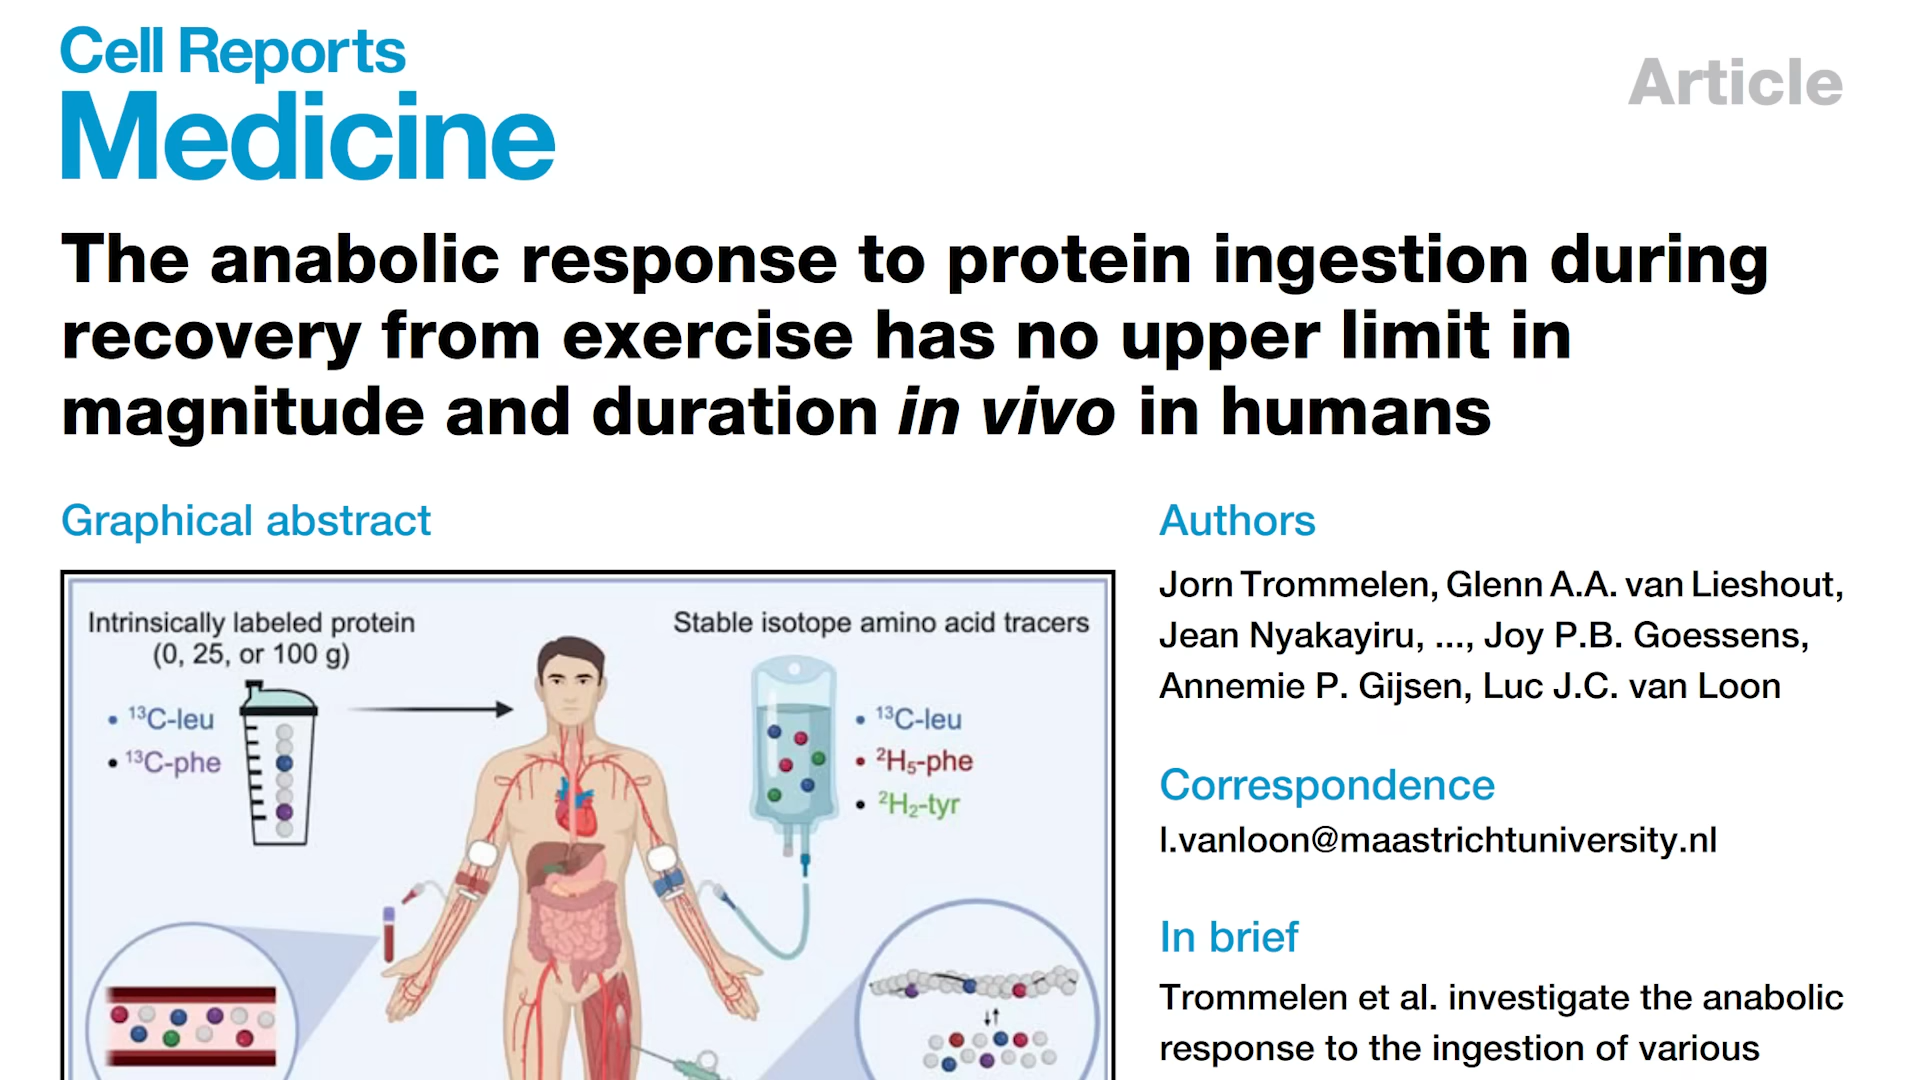 Cell Reports
Medicine
Article
The anabolic response to protein ingestion during
recovery from exercise has no upper limit in
magnitude and duration in vivo in humans
Graphical abstract
Intrinsically labeled protein
(0, 25, or 100 g)
• ¹³C-leu
• ¹³C-phe
Stable isotope amino acid tracers
• ¹³C-leu
• ²H₅-phe
• ²H₂-tyr
Authors
Jorn Trommelen, Glenn A.A. van Lieshout,
Jean Nyakayiru, ..., Joy P.B. Goessens,
Annemie P. Gijsen, Luc J.C. van Loon
Correspondence
l.vanloon@maastrichtuniversity.nl
In brief
Trommelen et al. investigate the anabolic
response to the ingestion of various